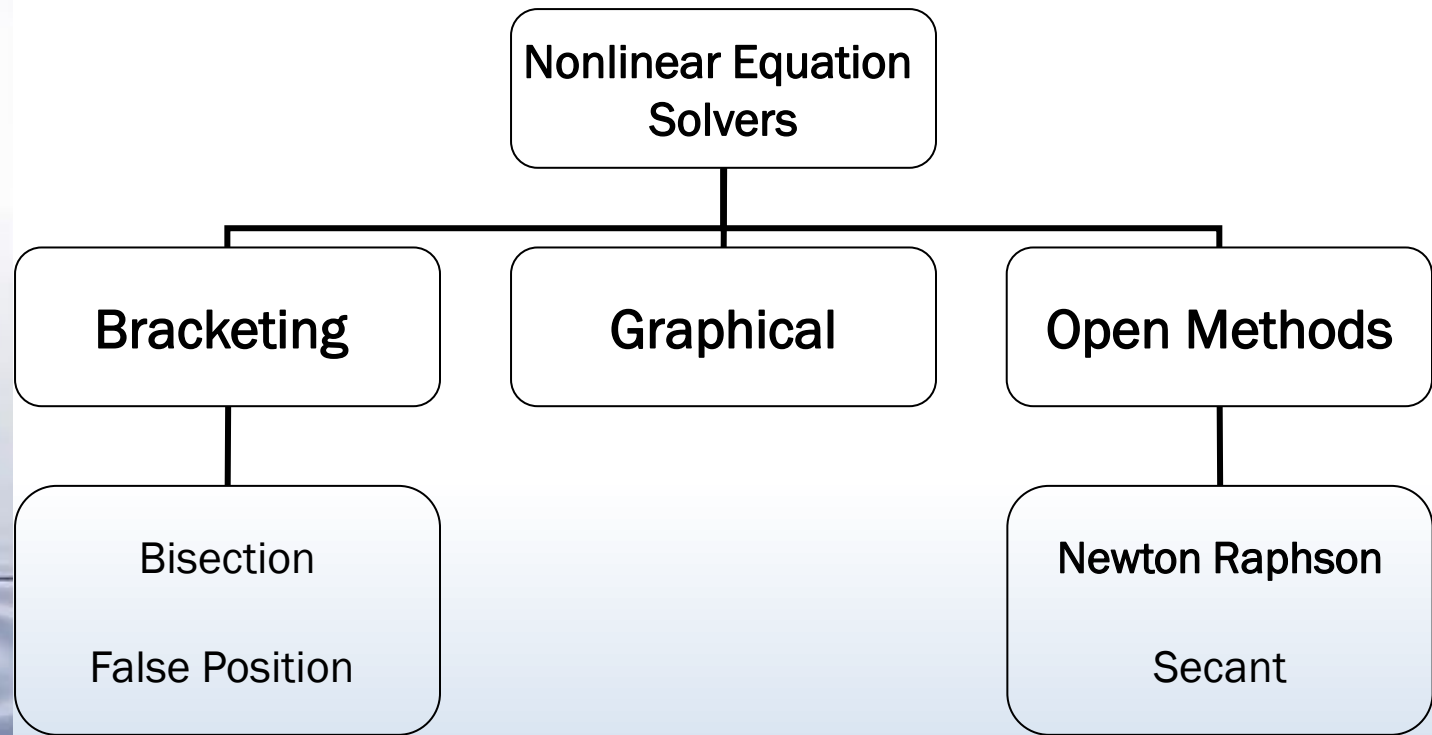 Nonlinear Equation
Solvers
Bracketing
Graphical
Open Methods
Bisection
False Position
Newton Raphson
Secant